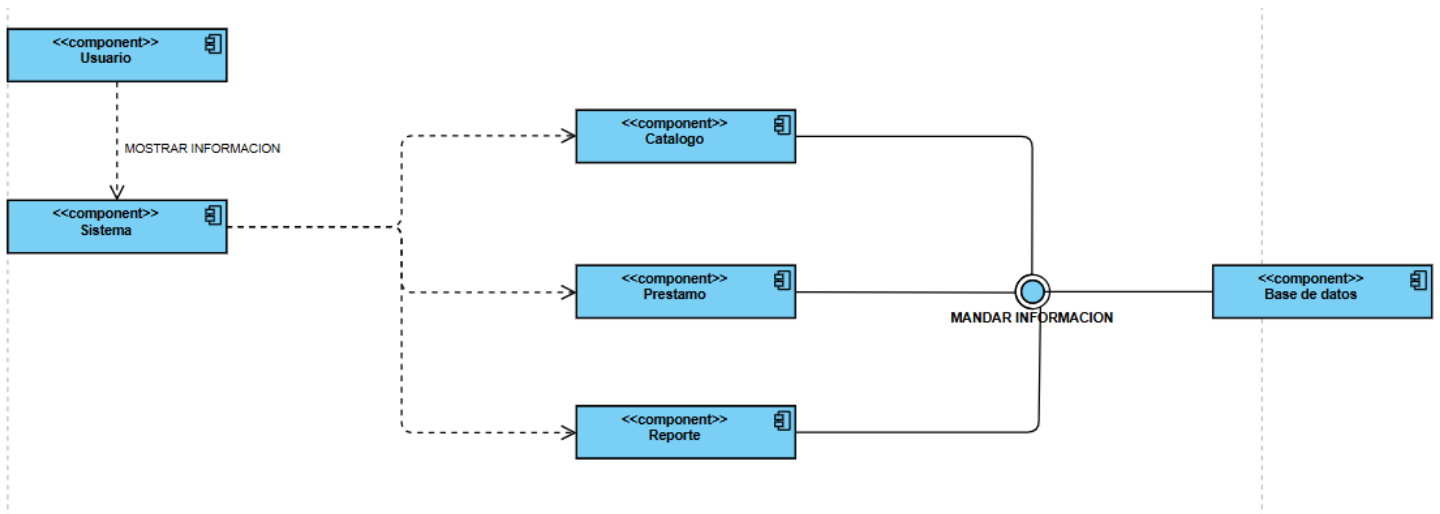 <<component>>
Usuario
MOSTRAR INFORMACION
<<component>>
Sistema
<<component>>
Catalogo
<<component>>
Prestamo
<<component>>
Reporte
MANDAR INFORMACION
<<component>>
Base de datos